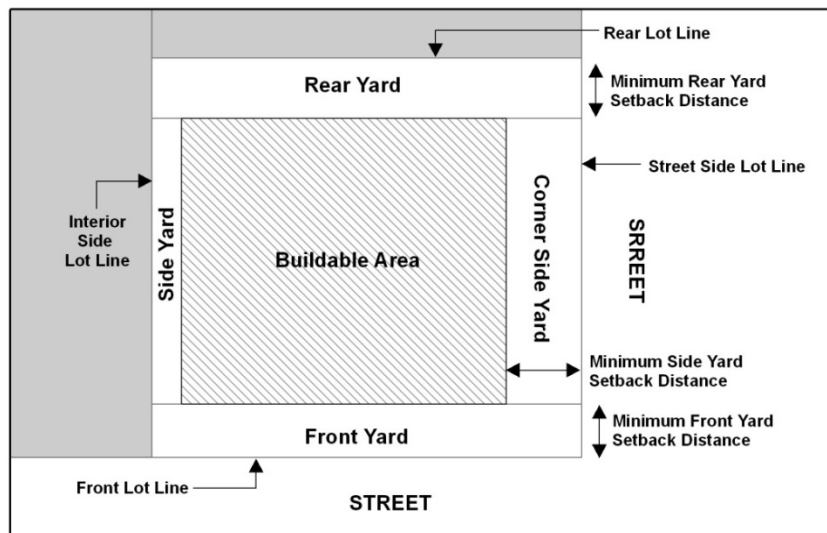 Rear Lot Line
Rear Yard
Minimum Rear Yard
Setback Distance
Street Side Lot Line
Interior
Side
Lot Line
Side Yard
Buildable Area
Corner Side Yard
SRREET
Minimum Side Yard
Setback Distance
Front Yard
Minimum Front Yard
Setback Distance
Front Lot Line
STREET